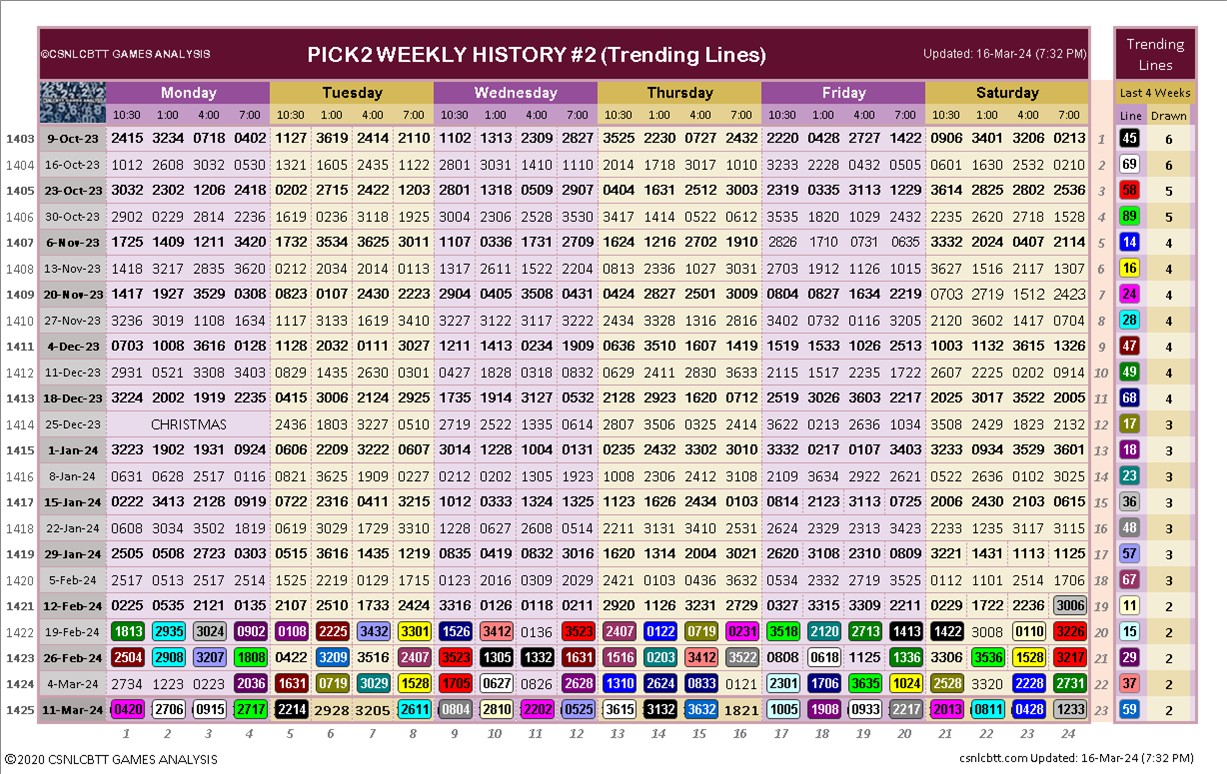 ©CSNLCBTT GAMES ANALYSIS PICK2 WEEKLY HISTORY #2 (Trending Lines) Updated: 16-Mar-24 (7:32 PM) Trending Lines
Monday Tuesday Wednesday Thursday Friday Saturday Last 4 Weeks
10:30 1:00 4:00 7:00 10:30 1:00 4:00 7:00 10:30 1:00 4:00 7:00 10:30 1:00 4:00 7:00 10:30 1:00 4:00 7:00 10:30 1:00 4:00 7:00 Line Drawn
1403 9-Oct-23 2415 3234 0718 0402 1127 3619 2414 2110 1102 1313 2309 2827 3525 2230 0727 2432 2220 0428 2727 1422 0906 3401 3206 0213 1 45 6
1404 16-Oct-23 1012 2608 3032 0530 1321 1605 2435 1122 2801 3031 1410 1110 2014 1718 3017 1010 3233 2228 0432 0505 0601 1630 2532 0210 2 69 6
1405 23-Oct-23 3032 2302 1206 2418 0202 2715 2422 1203 2801 1318 0509 2907 0404 1631 2512 3003 2319 0335 3113 1229 3614 2825 2802 2536 3 58 5
1406 30-Oct-23 2902 0229 2814 2236 1619 0236 3118 1925 3004 2306 2528 3530 3417 1414 0522 0612 3535 1820 1029 2432 2235 2620 2718 1528 4 89 5
1407 6-Nov-23 1725 1409 1211 3420 1732 3534 3625 3011 1107 0336 1731 2709 1624 1216 2702 1910 2826 1710 0731 0635 3332 2024 0407 2114 5 14 4
1408 13-Nov-23 1418 3217 2835 3620 0212 2034 2014 0111 1317 2611 1522 2204 0813 2336 1027 3031 2703 1912 1126 1015 3627 1516 2117 1307 6 16 4
1409 20-Nov-23 1417 1927 3529 0308 0823 0107 2430 2223 2904 0405 3508 0431 0424 2827 2501 3009 0804 0827 1634 2219 0703 2719 1512 2423 7 24 4
1410 27-Nov-23 3236 3019 1108 1634 1117 3133 1619 3410 3227 3122 3117 3222 2434 3328 1316 2816 3402 0732 0116 3205 2120 3602 1417 0704 8 28 4
1411 4-Dec-23 0703 1008 3616 0128 1128 2032 0111 3027 1211 1413 0234 1909 0636 3510 1607 1419 1519 1533 1026 2513 1003 1132 3615 1326 9 47 4
1412 11-Dec-23 2931 0521 3308 3403 0829 1435 2630 0301 0427 1828 0318 0832 0629 2411 2830 3633 2115 1517 2235 1722 2607 2225 0202 0914 10 49 4
1413 18-Dec-23 3224 2002 1919 2235 0415 3006 2124 2925 1735 1914 3127 0532 2128 2923 1620 0712 2519 3026 3603 2217 2025 3017 3522 2005 11 68 4
1414 25-Dec-23 CHRISTMAS 2436 1803 3227 0510 2719 2522 1335 0614 2807 3506 0325 2414 3622 0213 2636 1034 3508 2429 1823 2132 12 17 3
1415 1-Jan-24 3223 1902 1931 0924 0606 2209 3222 0601 3014 1228 1004 0131 0235 2432 3302 3010 3332 0217 0107 3403 3233 0934 3529 3601 13 18 3
1416 8-Jan-24 0631 0628 2517 0116 0821 3625 1909 0222 0212 2202 1305 1923 1008 2306 2412 3108 2109 3634 2922 2621 0522 2636 0102 3025 14 23 3
1417 15-Jan-24 0222 3413 2128 0919 0722 2316 0411 3215 1012 0333 1324 1325 1123 1626 2434 0103 0814 2123 3113 0725 2006 2430 2103 0615 15 36 3
1418 22-Jan-24 0608 3034 3502 1819 0619 3029 1729 3310 1228 0627 2608 0514 2211 3131 3410 2531 2624 2329 2313 3423 2233 1235 3117 3115 16 48 3
1419 29-Jan-24 2505 0508 2723 0303 0515 3616 1435 1219 0835 0419 0832 3016 1620 1314 2004 3021 2620 3108 2310 0809 3221 1431 1113 1125 17 57 3
1420 5-Feb-24 2517 0513 2517 2514 1525 2219 0129 1715 0123 2016 0309 2029 2421 0103 0436 3632 0534 2332 2719 3525 0112 1101 2514 1706 18 67 3
1421 12-Feb-24 0225 0535 2121 0135 2107 2510 1733 2424 3316 0126 0118 0211 2920 1126 3231 2729 0327 3315 3309 2211 0229 1722 2236 3006 19 11 2
1422 19-Feb-24 1813 2935 3024 0902 0108 2225 3432 3301 1526 3412 0136 3523 2407 0122 0719 0231 3518 2120 2713 1413 1422 3008 0110 3226 20 15 2
1423 26-Feb-24 2504 2908 3207 1808 0422 3209 3516 2407 3523 1305 1332 1631 1516 0203 3412 3522 0808 0618 1125 1336 3306 3536 1528 3217 21 29 2
1424 4-Mar-24 2734 1223 0223 2036 1631 0719 3029 1528 1705 0627 0826 2628 1310 2624 0833 0121 2301 1706 3635 1024 2528 3320 2228 2731 22 37 2
1425 11-Mar-24 0420 2706 0915 2717 2214 2928 3205 2611 0804 2810 2202 0525 3615 3132 3632 1821 1005 1908 0933 2217 2013 0811 0428 1233 23 59 2
1 2 3 4 5 6 7 8 9 10 11 12 13 14 15 16 17 18 19 20 21 22 23 24
©2020 CSNLCBTT GAMES ANALYSIS csnlcbtt.com Updated: 16-Mar-24 (7:32 PM)